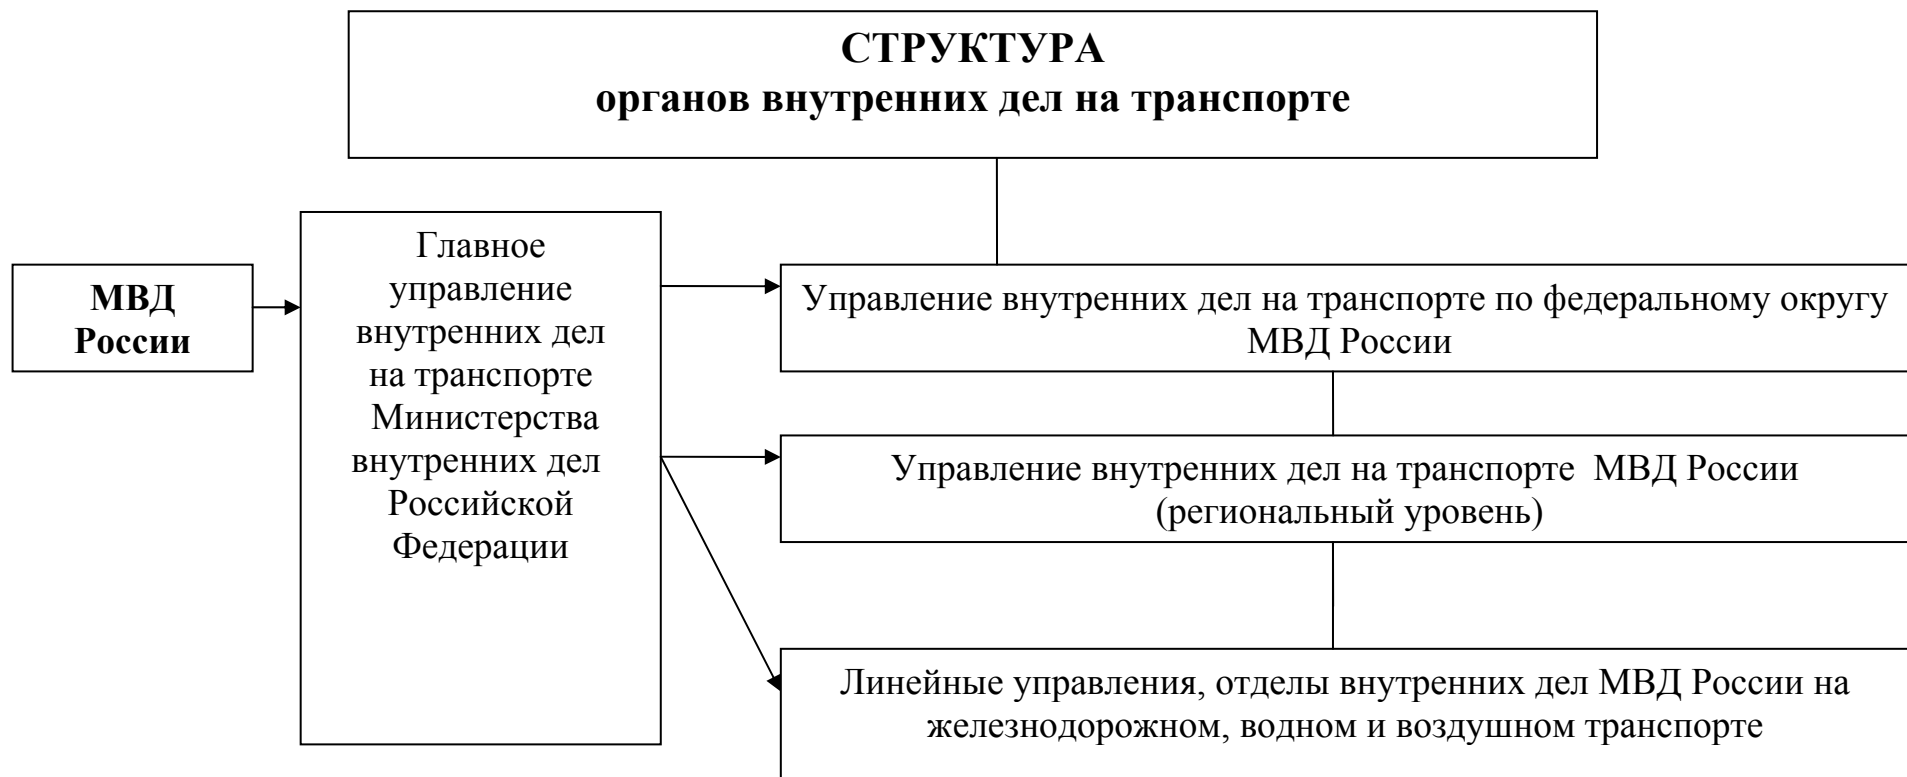 СТРУКТУРА
органов внутренних дел на транспорте
МВД
России
Главное
управление
внутренних дел
на транспорте
Министерства
внутренних дел
Российской
Федерации
Управление внутренних дел на транспорте по федеральному округу
МВД России
Управление внутренних дел на транспорте МВД России
(региональный уровень)
Линейные управления, отделы внутренних дел МВД России на
железнодорожном, водном и воздушном транспорте